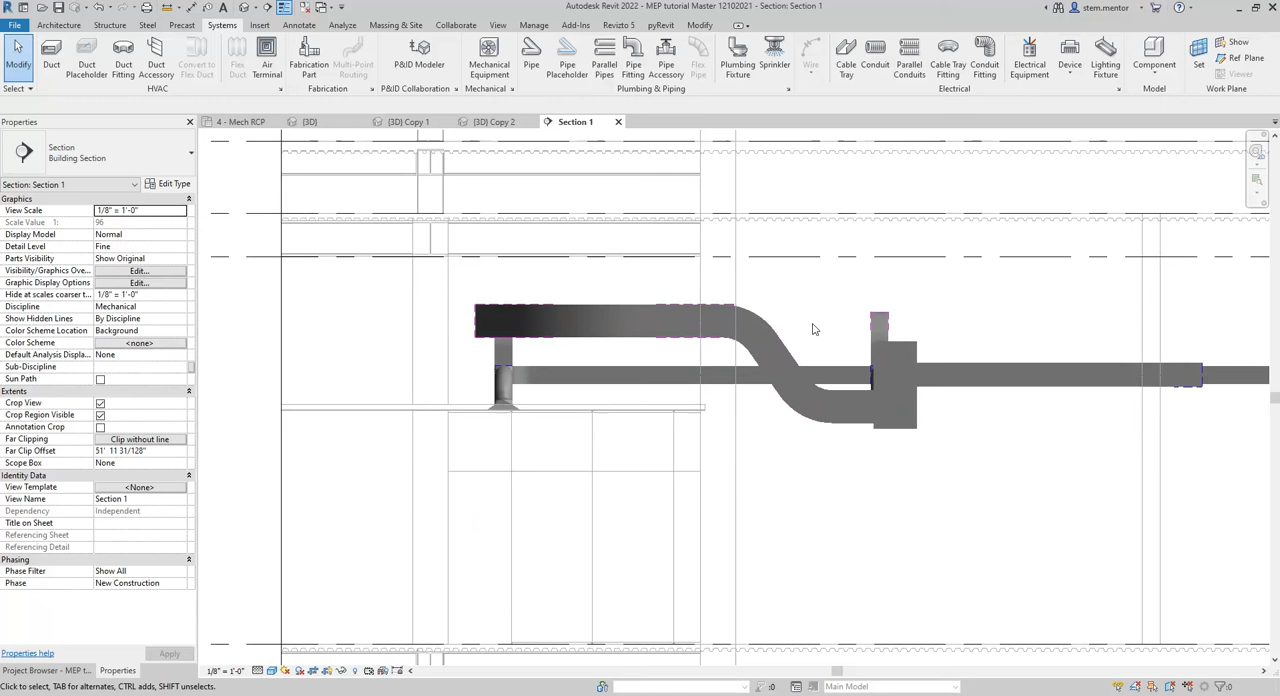 Autodesk Revit 2022 - MEP tutorial Master 12102021 - Section: Section 1
stem.mentor
File Architecture Structure Steel Precast Systems Insert Annotate Analyze Massing & Site Collaborate View Manage Add-Ins Revizto 5 pyRevit Modify
Modify
Duct
Duct Placeholder
Duct Fitting
Duct Accessory
Convert to Flex Duct
Flex Duct
Air Terminal
Fabrication Part
Multi-Point Routing
P&ID Modeler
Mechanical Equipment
Pipe
Pipe Placeholder
Parallel Pipes
Pipe Fitting
Pipe Accessory
Flex Pipe
Plumbing Fixture
Sprinkler
Wire
Cable Tray
Conduit
Parallel Conduits
Cable Tray Fitting
Conduit Fitting
Electrical Equipment
Device
Lighting Fixture
Component
Set
Show
Ref Plane
Viewer
Select HVAC Fabrication P&ID Collaboration Mechanical Plumbing & Piping Electrical Model Work Plane
Properties
4 - Mech RCP {3D} {3D} Copy 1 {3D} Copy 2 Section 1
Section
Building Section
Section: Section 1 Edit Type
Graphics
View Scale 1/8" = 1'-0"
Scale Value 1: 96
Display Model Normal
Detail Level Fine
Parts Visibility Show Original
Visibility/Graphics Ove... Edit...
Graphic Display Options Edit...
Hide at scales coarser t... 1/8" = 1'-0"
Discipline Mechanical
Show Hidden Lines By Discipline
Color Scheme Location Background
Color Scheme <none>
Default Analysis Displa... None
Sub-Discipline
Sun Path
Extents
Crop View
Crop Region Visible
Annotation Crop
Far Clipping Clip without line
Far Clip Offset 51' 11 31/128"
Scope Box None
Identity Data
View Template <None>
View Name Section 1
Dependency Independent
Title on Sheet
Referencing Sheet
Referencing Detail
Phasing
Phase Filter Show All
Phase New Construction
Properties help Apply
Project Browser - MEP t... Properties 1/8" = 1'-0"
Click to select, TAB for alternates, CTRL adds, SHIFT unselects. :0 Main Model :0